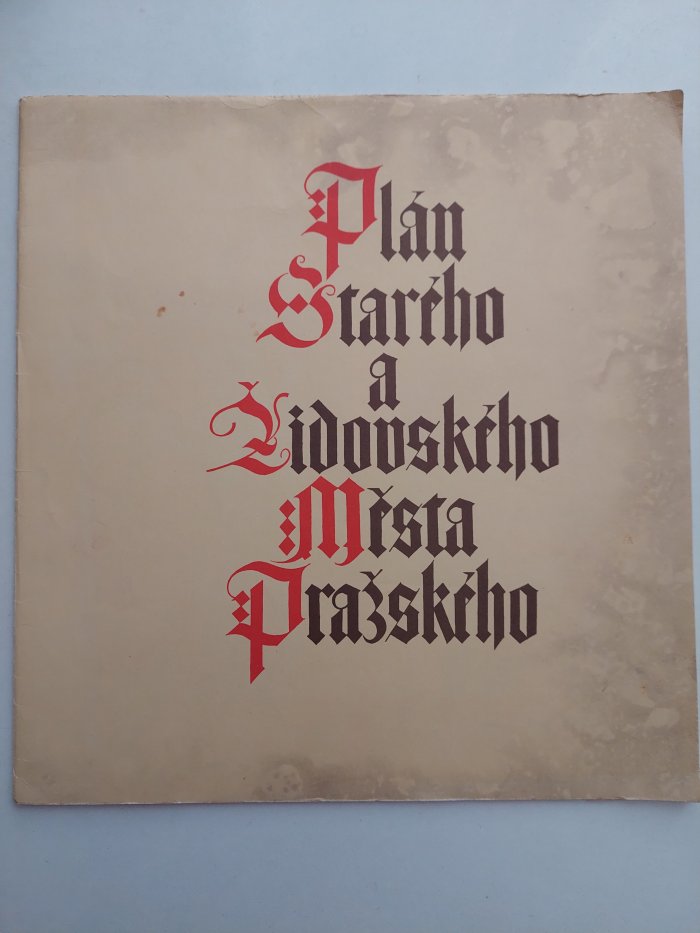 Plán
Starého
a
Židovského
Města
Pražského